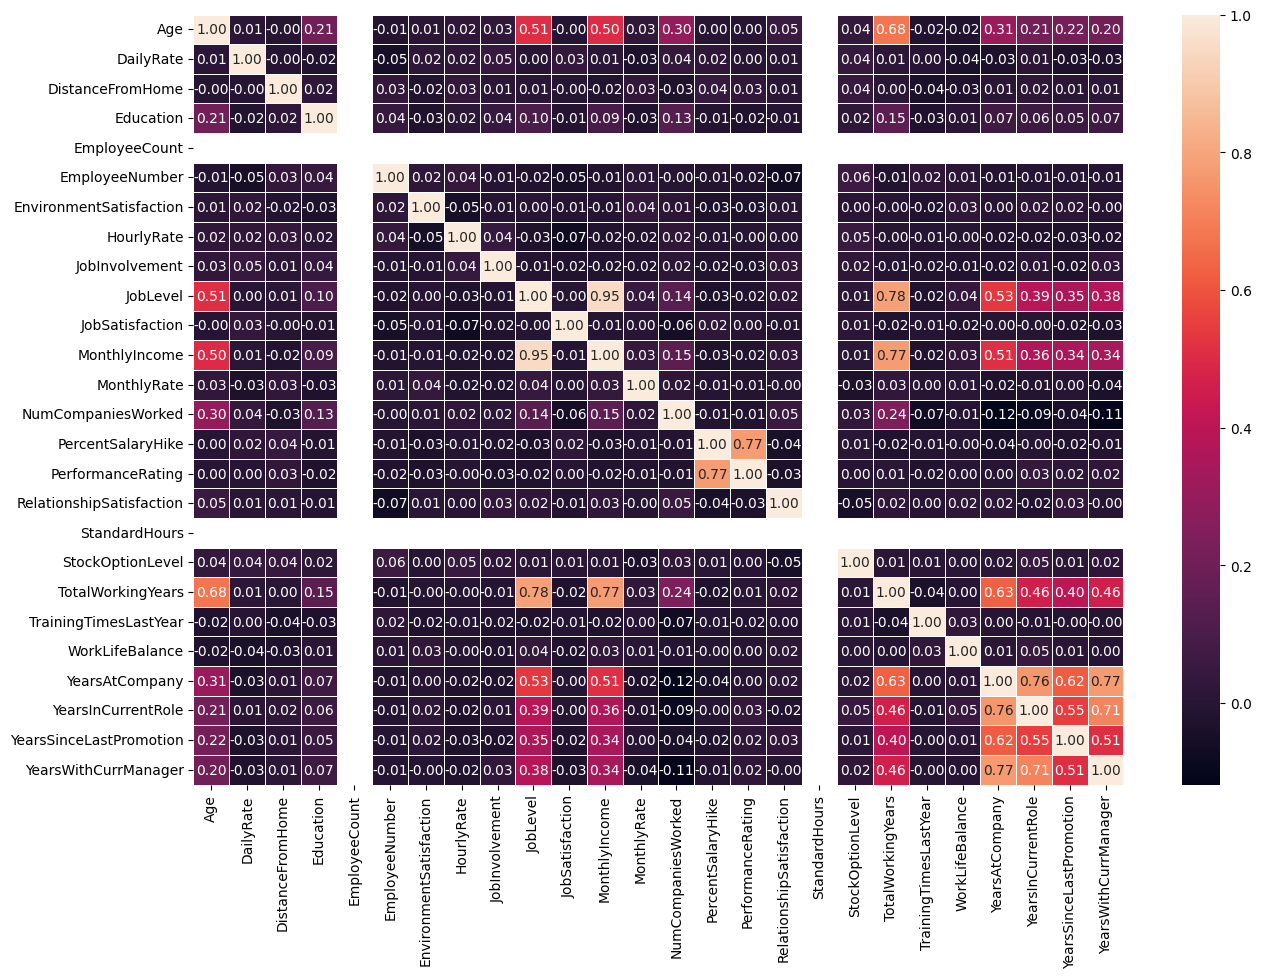 Age 1.00 0.01 -0.00 0.21 -0.01 0.01 0.02 0.03 0.51 -0.00 0.50 0.03 0.30 0.00 0.00 0.05 0.04 0.68 -0.02 -0.02 0.31 0.21 0.22 0.20
DailyRate 0.01 1.00 -0.00 -0.02 -0.05 0.02 0.02 0.05 0.00 0.03 0.01 -0.03 0.04 0.02 0.00 0.01 0.04 0.01 0.00 -0.04 -0.03 0.01 -0.03 -0.03
DistanceFromHome -0.00 -0.00 1.00 0.02 0.03 -0.02 0.03 0.01 0.01 -0.00 -0.02 0.03 -0.03 0.04 0.03 0.01 0.04 0.00 -0.04 -0.03 0.01 0.02 0.01 0.01
Education 0.21 -0.02 0.02 1.00 0.04 -0.03 0.02 0.04 0.10 -0.01 0.09 -0.03 0.13 -0.01 -0.02 -0.01 0.02 0.15 -0.03 0.01 0.07 0.06 0.05 0.07
EmployeeCount
EmployeeNumber -0.01 -0.05 0.03 0.04 1.00 0.02 0.04 -0.01 -0.02 -0.05 -0.01 0.01 -0.00 -0.01 -0.02 -0.07 0.06 -0.01 0.02 0.01 -0.01 -0.01 -0.01 -0.01
EnvironmentSatisfaction 0.01 0.02 -0.02 -0.03 0.02 1.00 -0.05 -0.01 0.00 -0.01 -0.01 0.04 0.01 -0.03 -0.03 0.01 0.00 -0.00 -0.02 0.03 0.00 0.02 0.02 -0.00
HourlyRate 0.02 0.02 0.03 0.02 0.04 -0.05 1.00 0.04 -0.03 -0.07 -0.02 -0.02 0.02 -0.01 -0.00 0.00 0.05 -0.00 -0.01 -0.00 -0.02 -0.02 -0.03 -0.02
JobInvolvement 0.03 0.05 0.01 0.04 -0.01 -0.01 0.04 1.00 -0.01 -0.02 -0.02 -0.02 0.02 -0.02 -0.03 0.03 0.02 -0.01 -0.02 -0.01 -0.02 0.01 -0.02 0.03
JobLevel 0.51 0.00 0.01 0.10 -0.02 0.00 -0.03 -0.01 1.00 -0.00 0.95 0.04 0.14 -0.03 -0.02 0.02 0.01 0.78 -0.02 0.04 0.53 0.39 0.35 0.38
JobSatisfaction -0.00 0.03 -0.00 -0.01 -0.05 -0.01 -0.07 -0.02 -0.00 1.00 -0.01 0.00 -0.06 0.02 0.00 -0.01 0.01 -0.02 -0.01 -0.02 -0.00 -0.00 -0.02 -0.03
MonthlyIncome 0.50 0.01 -0.02 0.09 -0.01 -0.01 -0.02 -0.02 0.95 -0.01 1.00 0.03 0.15 -0.03 -0.02 0.03 0.01 0.77 -0.02 0.03 0.51 0.36 0.34 0.34
MonthlyRate 0.03 -0.03 0.03 -0.03 0.01 0.04 -0.02 -0.02 0.04 0.00 0.03 1.00 0.02 -0.01 -0.01 -0.00 -0.03 0.03 0.00 0.01 -0.02 -0.01 0.00 -0.04
NumCompaniesWorked 0.30 0.04 -0.03 0.13 -0.00 0.01 0.02 0.02 0.14 -0.06 0.15 0.02 1.00 -0.01 -0.01 0.05 0.03 0.24 -0.07 -0.01 -0.12 -0.09 -0.04 -0.11
PercentSalaryHike 0.00 0.02 0.04 -0.01 -0.01 -0.03 -0.01 -0.02 -0.03 0.02 -0.03 -0.01 -0.01 1.00 0.77 -0.04 0.01 -0.02 -0.01 -0.00 -0.04 -0.00 -0.02 -0.01
PerformanceRating 0.00 0.00 0.03 -0.02 -0.02 -0.03 -0.00 -0.03 -0.02 0.00 -0.02 -0.01 -0.01 0.77 1.00 -0.03 0.00 0.01 -0.02 0.00 0.00 0.03 0.02 0.02
RelationshipSatisfaction 0.05 0.01 0.01 -0.01 -0.07 0.01 0.00 0.03 0.02 -0.01 0.03 -0.00 0.05 -0.04 -0.03 1.00 -0.05 0.02 0.00 0.02 0.02 -0.02 0.03 -0.00
StandardHours
StockOptionLevel 0.04 0.04 0.04 0.02 0.06 0.00 0.05 0.02 0.01 0.01 0.01 -0.03 0.03 0.01 0.00 -0.05 1.00 0.01 0.01 0.00 0.02 0.05 0.01 0.02
TotalWorkingYears 0.68 0.01 0.00 0.15 -0.01 -0.00 -0.00 -0.01 0.78 -0.02 0.77 0.03 0.24 -0.02 0.01 0.02 0.01 1.00 -0.04 0.00 0.63 0.46 0.40 0.46
TrainingTimesLastYear -0.02 0.00 -0.04 -0.03 0.02 -0.02 -0.01 -0.02 -0.02 -0.01 -0.02 0.00 -0.07 -0.01 -0.02 0.00 0.01 -0.04 1.00 0.03 0.00 -0.01 -0.00 -0.00
WorkLifeBalance -0.02 -0.04 -0.03 0.01 0.01 0.03 -0.00 -0.01 0.04 -0.02 0.03 0.01 -0.01 -0.00 0.00 0.02 0.00 0.00 0.03 1.00 0.01 0.05 0.01 0.00
YearsAtCompany 0.31 -0.03 0.01 0.07 -0.01 0.00 -0.02 -0.02 0.53 -0.00 0.51 -0.02 -0.12 -0.04 0.00 0.02 0.02 0.63 0.00 0.01 1.00 0.76 0.62 0.77
YearsInCurrentRole 0.21 0.01 0.02 0.06 -0.01 0.02 -0.02 0.01 0.39 -0.00 0.36 -0.01 -0.09 -0.00 0.03 -0.02 0.05 0.46 -0.01 0.05 0.76 1.00 0.55 0.71
YearsSinceLastPromotion 0.22 -0.03 0.01 0.05 -0.01 0.02 -0.03 -0.02 0.35 -0.02 0.34 0.00 -0.04 -0.02 0.02 0.03 0.01 0.40 -0.00 0.01 0.62 0.55 1.00 0.51
YearsWithCurrManager 0.20 -0.03 0.01 0.07 -0.01 -0.00 -0.02 0.03 0.38 -0.03 0.34 -0.04 -0.11 -0.01 0.02 -0.00 0.02 0.46 -0.00 0.00 0.77 0.71 0.51 1.00
Age
DailyRate
DistanceFromHome
Education
EmployeeCount
EmployeeNumber
EnvironmentSatisfaction
HourlyRate
JobInvolvement
JobLevel
JobSatisfaction
MonthlyIncome
MonthlyRate
NumCompaniesWorked
PercentSalaryHike
PerformanceRating
RelationshipSatisfaction
StandardHours
StockOptionLevel
TotalWorkingYears
TrainingTimesLastYear
WorkLifeBalance
YearsAtCompany
YearsInCurrentRole
YearsSinceLastPromotion
YearsWithCurrManager
1.0
0.8
0.6
0.4
0.2
0.0